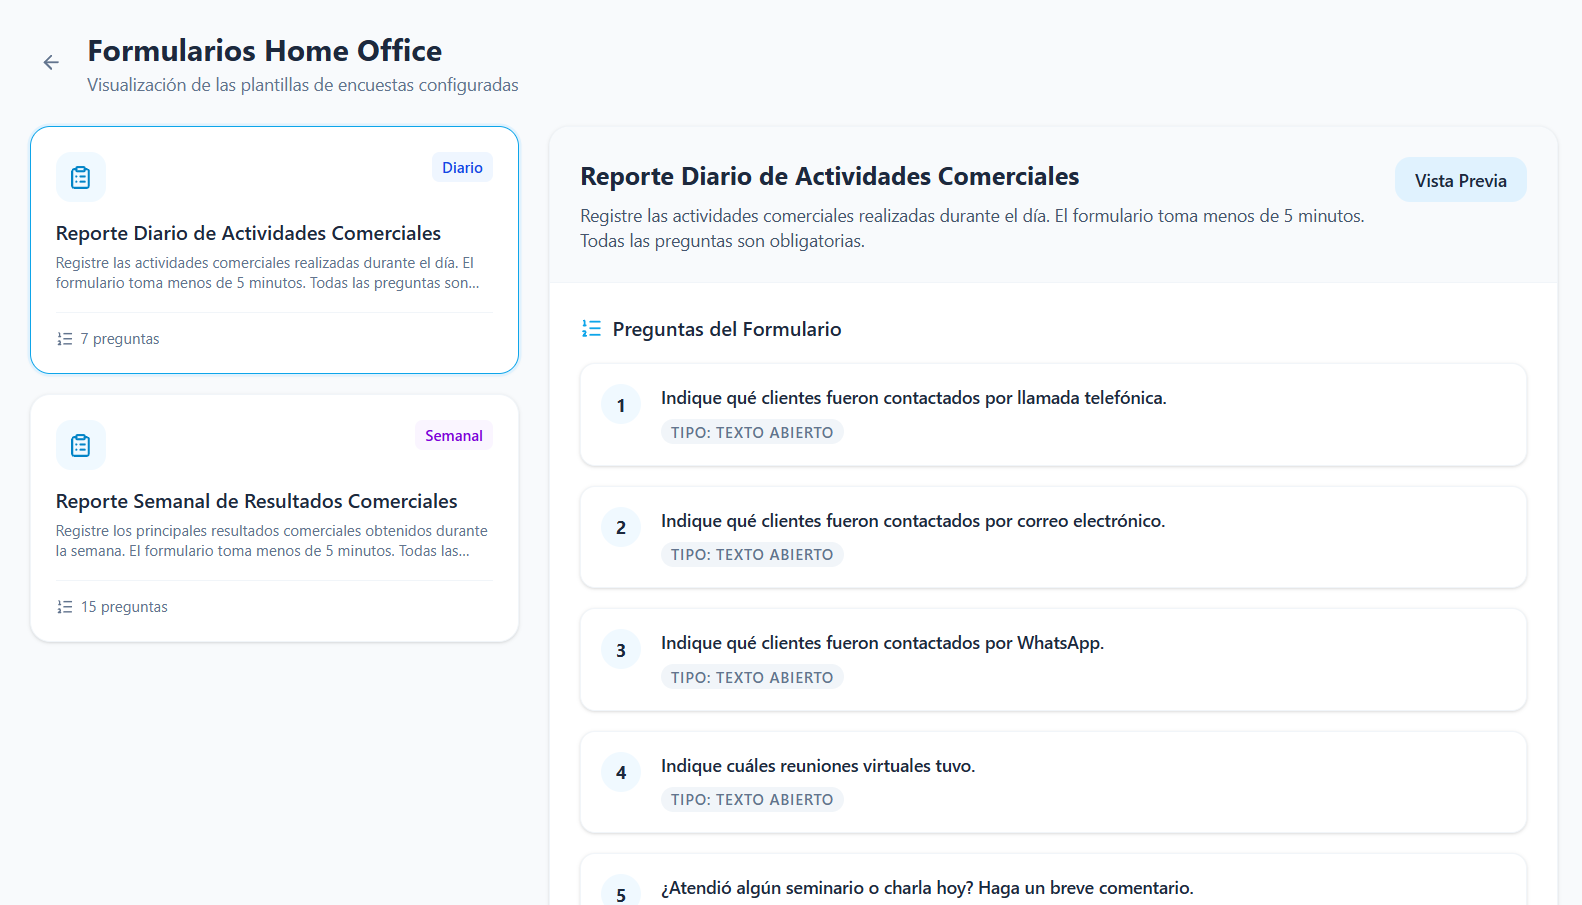 Formularios Home Office
Visualización de las plantillas de encuestas configuradas
Diario
Reporte Diario de Actividades Comerciales
Registre las actividades comerciales realizadas durante el día. El
formulario toma menos de 5 minutos. Todas las preguntas son...
7 preguntas
Semanal
Reporte Semanal de Resultados Comerciales
Registre los principales resultados comerciales obtenidos durante
la semana. El formulario toma menos de 5 minutos. Todas las...
15 preguntas
Reporte Diario de Actividades Comerciales
Vista Previa
Registre las actividades comerciales realizadas durante el día. El formulario toma menos de 5 minutos.
Todas las preguntas son obligatorias.
Preguntas del Formulario
1
Indique qué clientes fueron contactados por llamada telefónica.
TIPO: TEXTO ABIERTO
2
Indique qué clientes fueron contactados por correo electrónico.
TIPO: TEXTO ABIERTO
3
Indique qué clientes fueron contactados por WhatsApp.
TIPO: TEXTO ABIERTO
4
Indique cuáles reuniones virtuales tuvo.
TIPO: TEXTO ABIERTO
5
¿Atendió algún seminario o charla hoy? Haga un breve comentario.